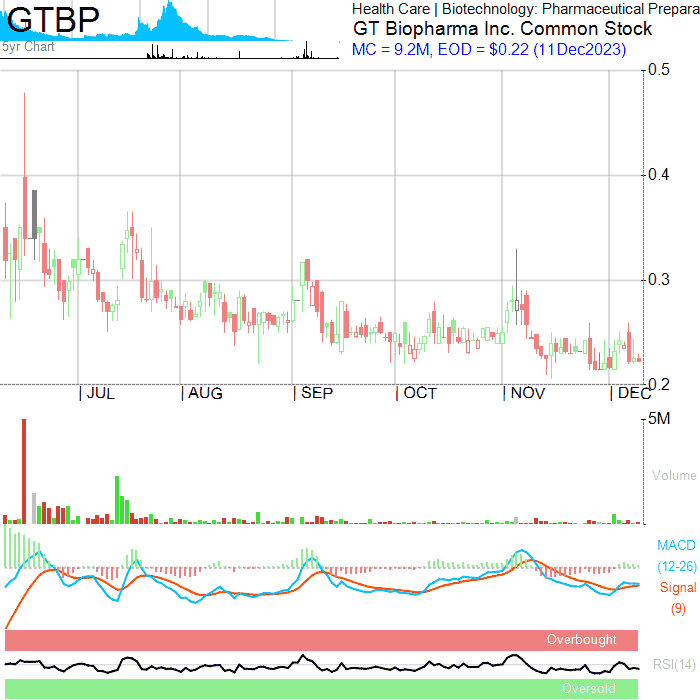 GTBP
5yr Chart
Health Care | Biotechnology: Pharmaceutical Prepara
GT Biopharma Inc. Common Stock
MC = 9.2M, EOD = $0.22 (11Dec2023)
0.5
0.4
0.3
0.2
JUL
AUG
SEP
OCT
NOV
DEC
5M
Volume
MACD
(12-26)
Signal
(9)
Overbought
RSI(14)
Oversold